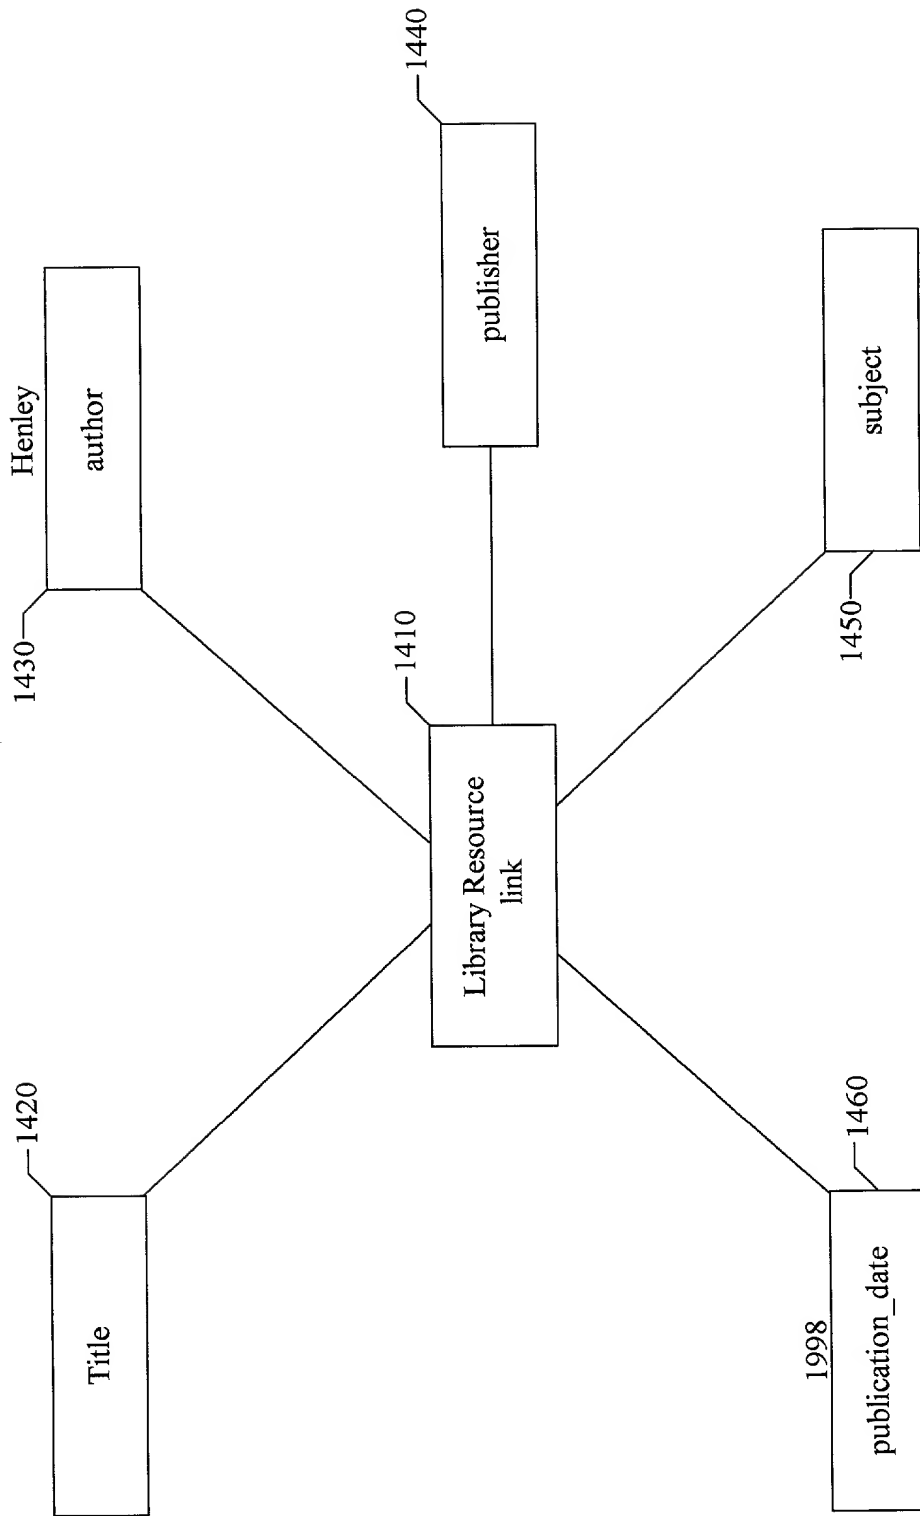 Henley
1420
1430
Title
author
1440
1410
Library Resource
link
publisher
1998
1460
1450
publication_date
subject